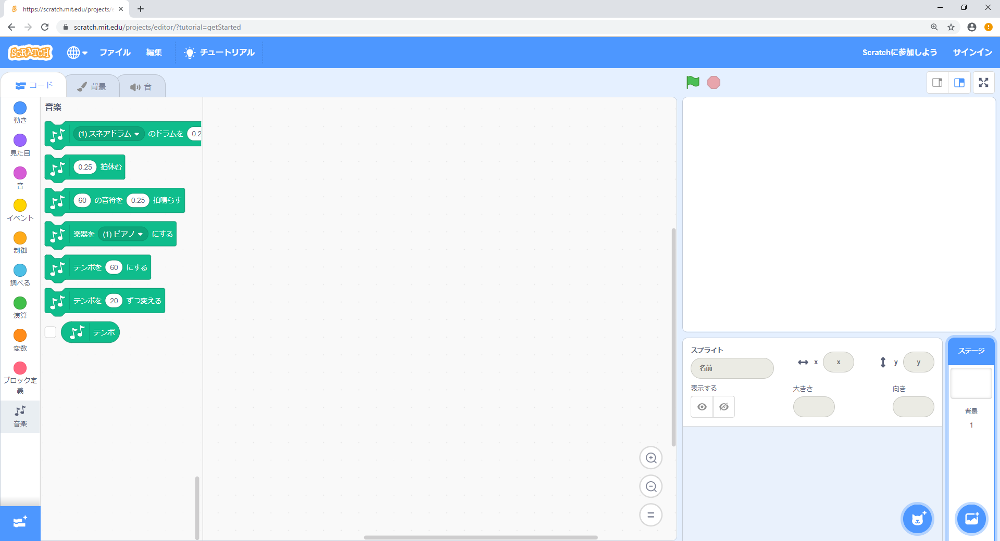 https://scratch.mit.edu/projects/e
scratch.mit.edu/projects/editor/?tutorial=getStarted
SCRATCH
ファイル
編集
チュートリアル
Scratchに参加しよう
サインイン
コード
背景
音
動き
見た目
音
イベント
制御
調べる
演算
変数
ブロック定
義
音楽
音楽
(1) スネアドラム のドラムを 0.2
0.25 拍休む
60 の音符を 0.25 拍鳴らす
楽器を (1) ピアノ にする
テンポを 60 にする
テンポを 20 ずつ変える
テンポ
スプライト
名前
x x
y y
表示する
大きさ
向き
ステージ
背景
1